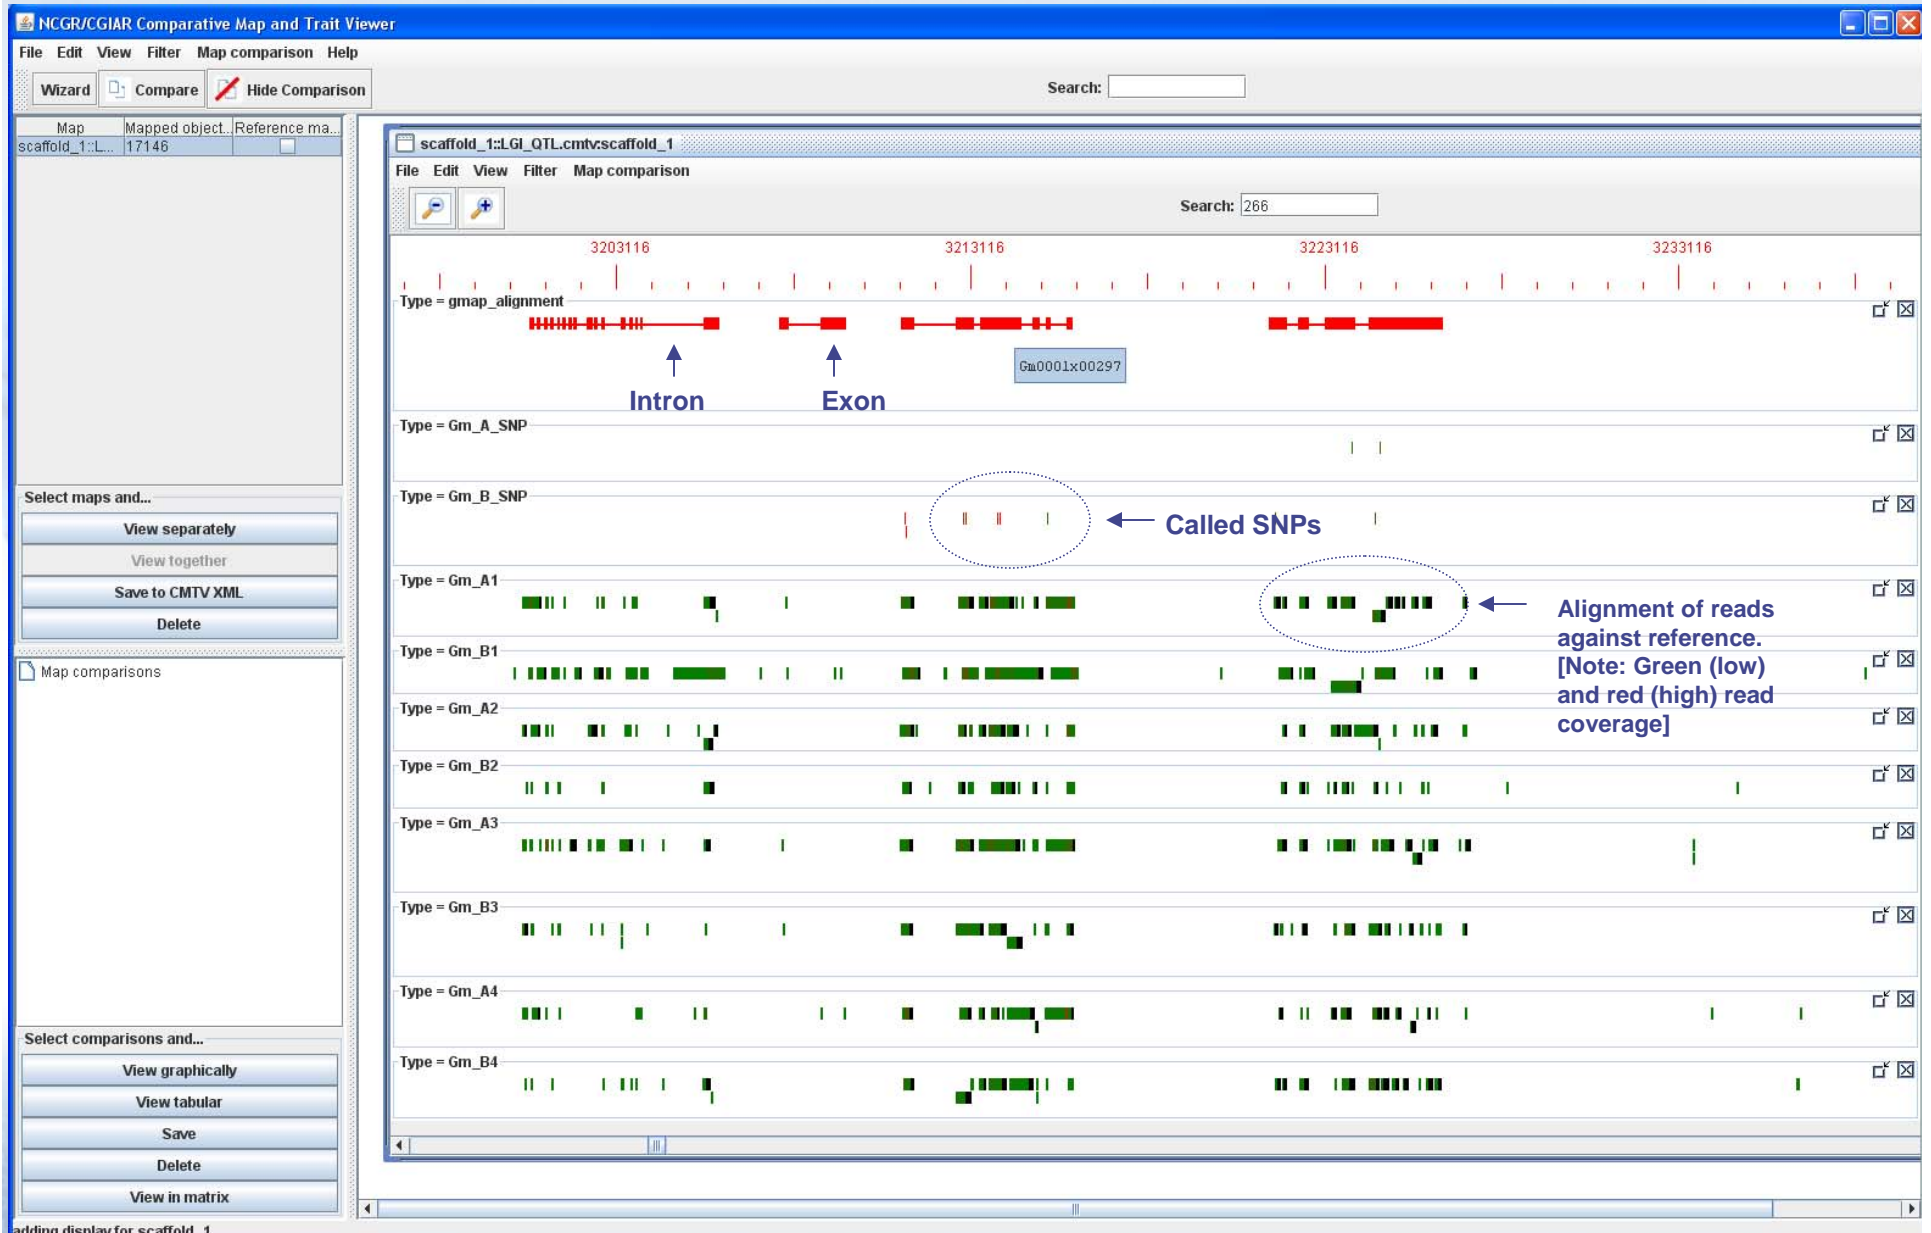 NCGR/CGIAR Comparative Map and Trait Viewer
File Edit View Filter Map comparison Help
Wizard Compare Hide Comparison Search:
Map Mapped object... Reference ma...
scaffold_1::L... 17146
scaffold_1::LGI_QTL.cmtv:scaffold_1
File Edit View Filter Map comparison
Search: 266
3203116 3213116 3223116 3233116
Type = gmap_alignment
Gm0001x00297
Intron Exon
Type = Gm_A_SNP
Type = Gm_B_SNP
Called SNPs
Type = Gm_A1
Alignment of reads
against reference.
[Note: Green (low)
and red (high) read
coverage]
Type = Gm_B1
Type = Gm_A2
Type = Gm_B2
Type = Gm_A3
Type = Gm_B3
Type = Gm_A4
Type = Gm_B4
Select maps and...
View separately
View together
Save to CMTV XML
Delete
Map comparisons
Select comparisons and...
View graphically
View tabular
Save
Delete
View in matrix
adding display for scaffold_1